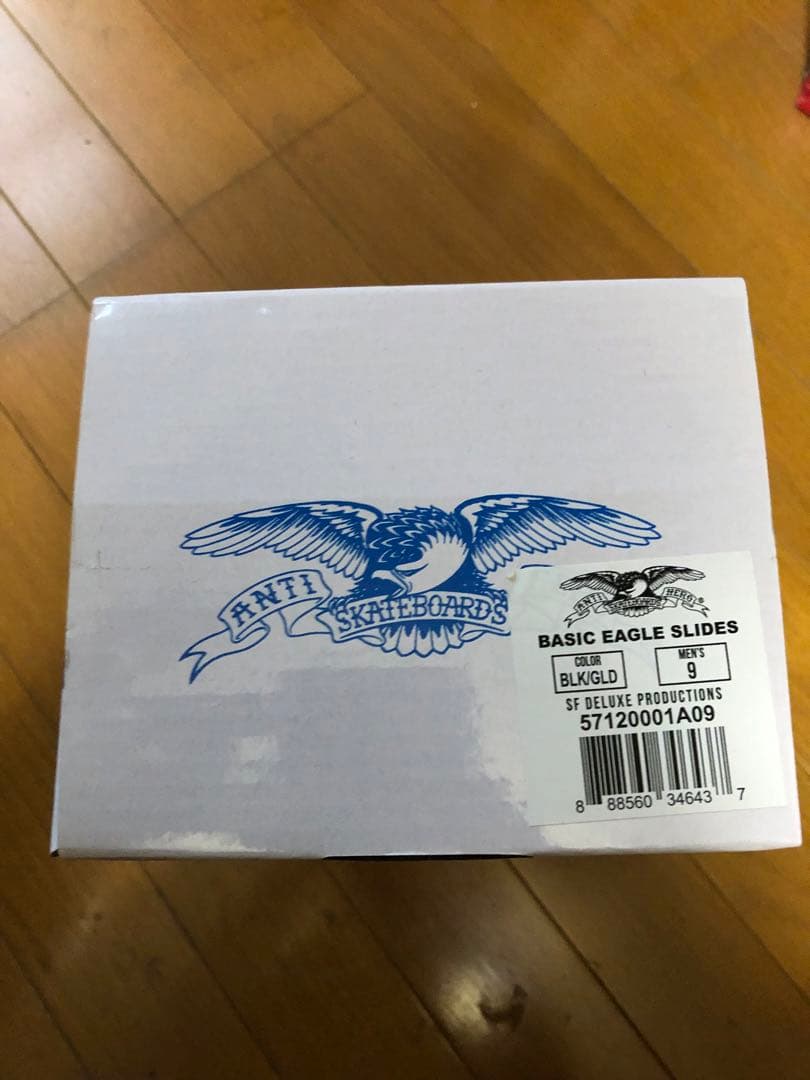 ANTI
SKATEBOARDS
ANTI HERO ®
SKATEBOARDS
BASIC EAGLE SLIDES
COLOR
BLK/GLD
MEN'S
9
SF DELUXE PRODUCTIONS
57120001A09
8 88560 34643 7